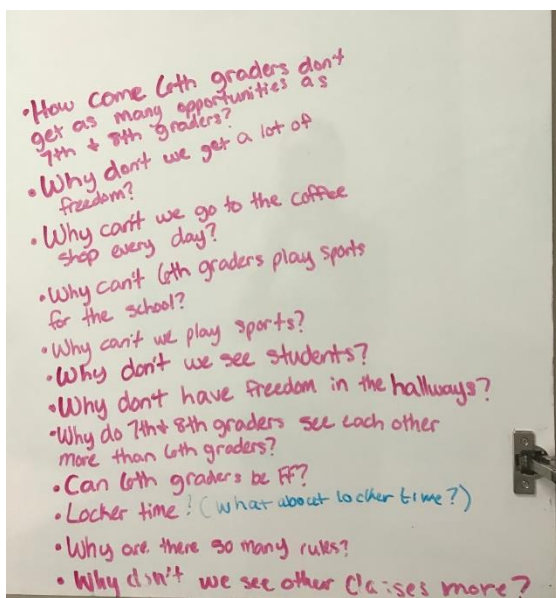 • How come 6th graders don't
get as many opportunities as
7th + 8th graders?
• Why don't we get a lot of
freedom?
• Why can't we go to the coffee
shop every day?
• Why can't 6th graders play sports
for the school?
• Why can't we play sports?
• Why don't we see students?
• Why don't have freedom in the hallways?
• Why do 7th + 8th graders see each other
more than 6th graders?
• Can 6th graders be FF?
• Locker time! (what about locker time?)
• Why are there so many rules?
• Why don't we see other Claises more?